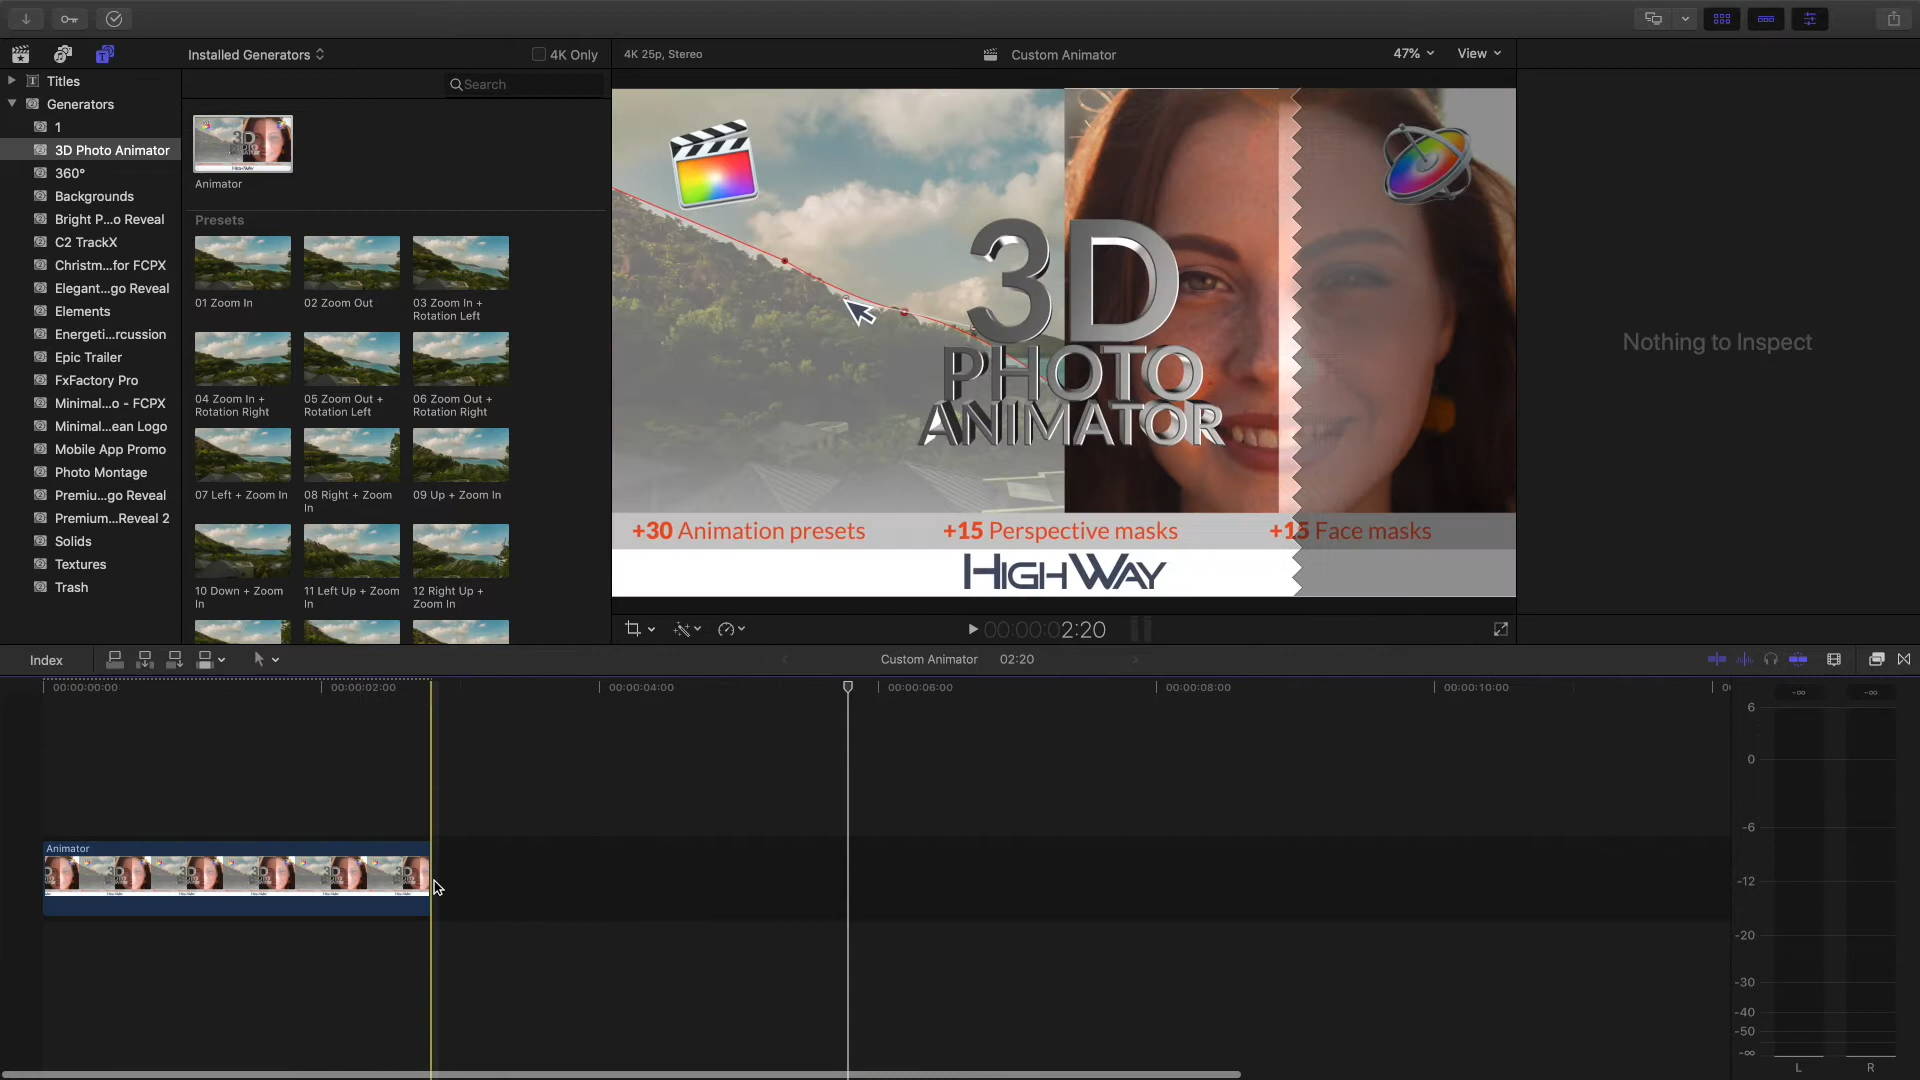 Installed Generators
4K Only
4K 25p, Stereo
Custom Animator
47%
View
Titles
Generators
1
3D Photo Animator
360°
Backgrounds
Bright P...o Reveal
C2 TrackX
Christm...for FCPX
Elegant...go Reveal
Elements
Energeti...rcussion
Epic Trailer
FxFactory Pro
Minimal...o - FCPX
Minimal...ean Logo
Mobile App Promo
Photo Montage
Premiu...go Reveal
Premium...Reveal 2
Solids
Textures
Trash
Search
Animator
Presets
01 Zoom In
02 Zoom Out
03 Zoom In +
Rotation Left
04 Zoom In +
Rotation Right
05 Zoom Out +
Rotation Left
06 Zoom Out +
Rotation Right
07 Left + Zoom In
08 Right + Zoom
In
09 Up + Zoom In
10 Down + Zoom
In
11 Left Up + Zoom
In
12 Right Up +
Zoom In
3D
PHOTO
ANIMATOR
+30 Animation presets
+15 Perspective masks
+15 Face masks
HIGHWAY
Nothing to Inspect
00:00:02:20
Index
Custom Animator
02:20
00:00:00:00
00:00:02:00
00:00:04:00
00:00:06:00
00:00:08:00
00:00:10:00
Animator
-∞
-∞
6
0
-6
-12
-20
-30
-40
-50
-∞
L
R